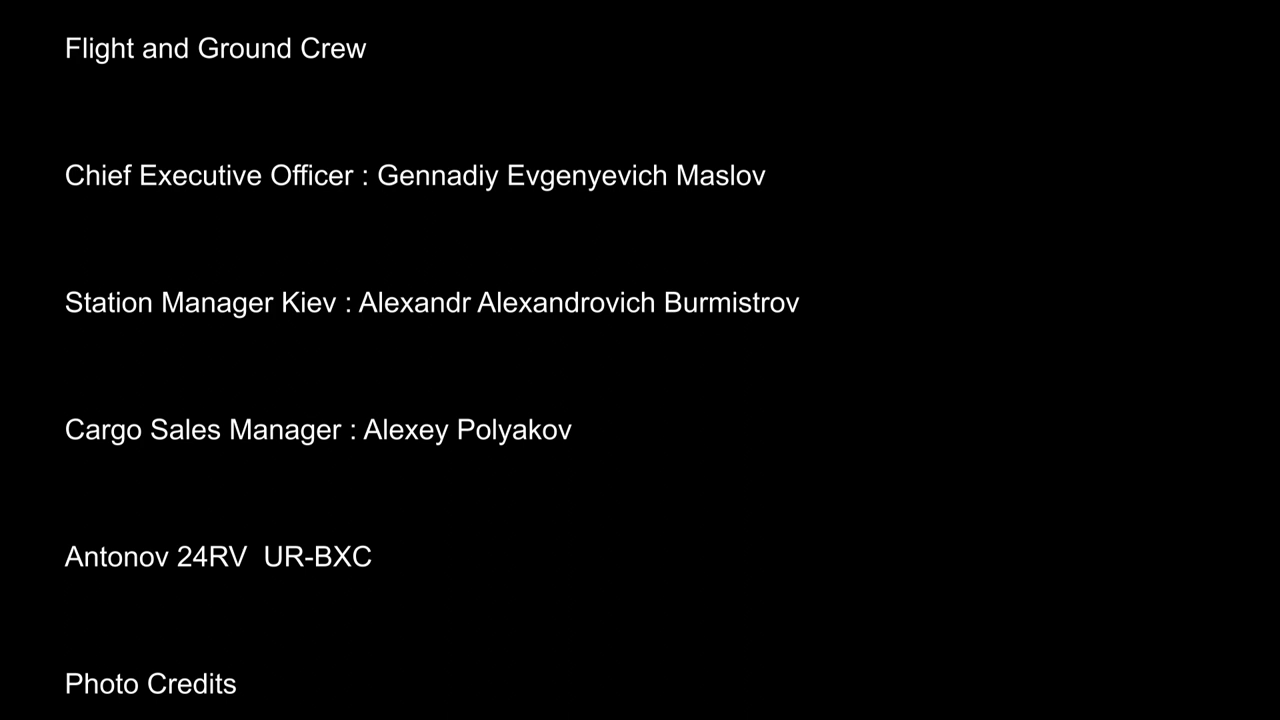 Flight and Ground Crew
Chief Executive Officer : Gennadiy Evgenyevich Maslov
Station Manager Kiev : Alexandr Alexandrovich Burmistrov
Cargo Sales Manager : Alexey Polyakov
Antonov 24RV  UR-BXC
Photo Credits